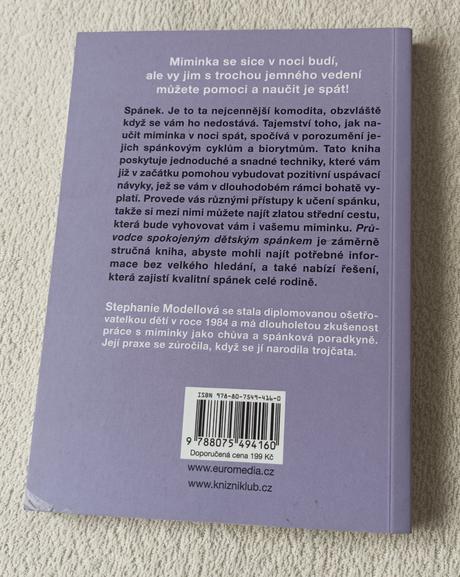 Miminka se sice v noci budí,
ale vy jim s trochou jemného vedení
můžete pomoci a naučit je spát!
Spánek. Je to ta nejcennější komodita, obzvláště
když se vám ho nedostává. Tajemství toho, jak na-
učit miminka v noci spát, spočívá v porozumění je-
jich spánkovým cyklům a biorytmům. Tato kniha
poskytuje jednoduché a snadné techniky, které vám
již v začátku pomohou vybudovat pozitivní uspávací
návyky, jež se vám v dlouhodobém rámci bohatě vy-
platí. Provede vás různými přístupy k učení spánku,
takže si mezi nimi můžete najít zlatou střední cestu,
která bude vyhovovat vám i vašemu miminku. Prů-
vodce spokojeným dětským spánkem je záměrně
stručná kniha, abyste mohli najít potřebné infor-
mace bez velkého hledání, a také nabízí řešení,
která zajistí kvalitní spánek celé rodině.
Stephanie Modellová se stala diplomovanou ošetřo-
vatelkou dětí v roce 1984 a má dlouholetou zkušenost
práce s miminky jako chůva a spánková poradkyně.
Její praxe se zúročila, když se jí narodila trojčata.
ISBN 978-80-7549-416-0
9 788075 494160
Doporučená cena 199 Kč
www.euromedia.cz
www.knizniklub.cz